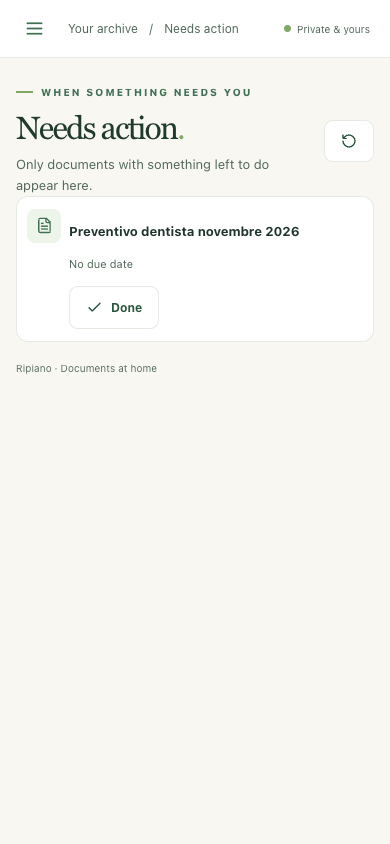 Your archive / Needs action
Private & yours
WHEN SOMETHING NEEDS YOU
Needs action.
Only documents with something left to do
appear here.
Preventivo dentista novembre 2026
No due date
Done
Ripiano · Documents at home